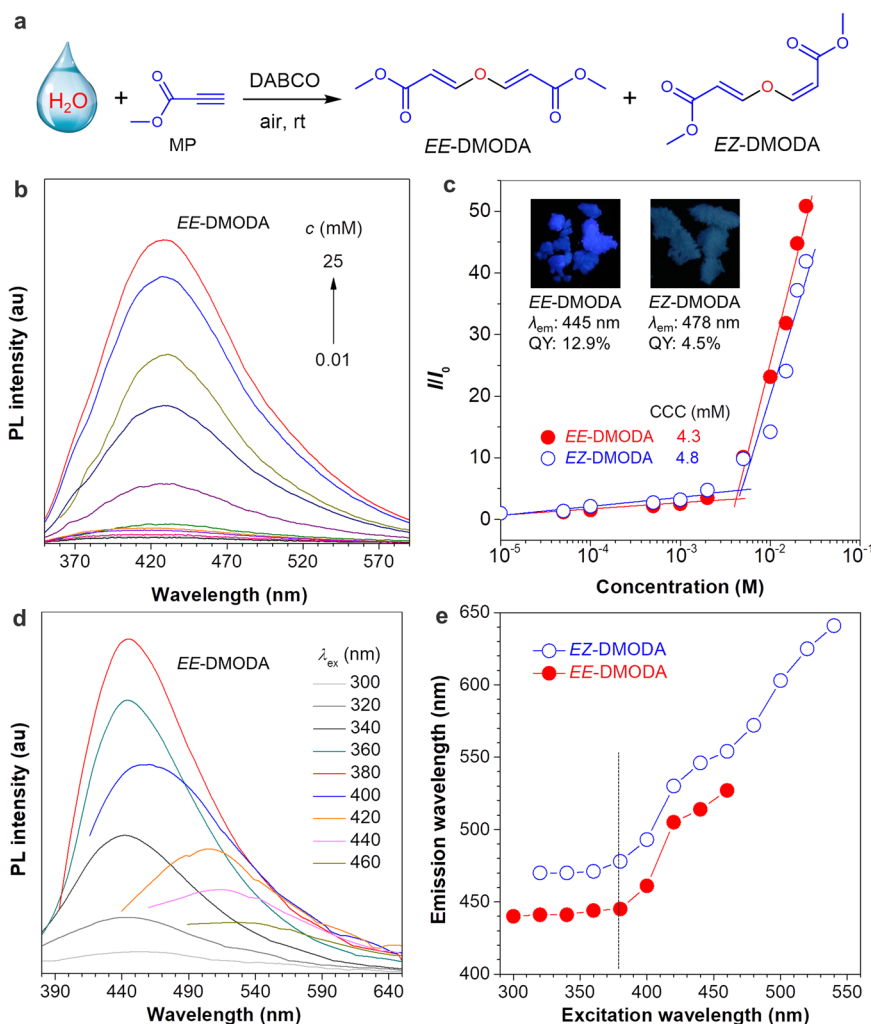 a
H₂O + MP DABCO air, rt EE-DMODA + EZ-DMODA
O
O
O
O
O
O
O
O
O
O
O
O
b
EE-DMODA
c (mM)
25
0.01
PL intensity (au)
370 420 470 520 570
Wavelength (nm)
c
50
40
30
20
10
0
I/I₀
EE-DMODA EZ-DMODA
λem: 445 nm λem: 478 nm
QY: 12.9% QY: 4.5%
CCC (mM)
EE-DMODA 4.3
EZ-DMODA 4.8
10⁻⁵ 10⁻⁴ 10⁻³ 10⁻² 10⁻¹
Concentration (M)
d
EE-DMODA
λex (nm)
300
320
340
360
380
400
420
440
460
PL intensity (au)
390 440 490 540 590 640
Wavelength (nm)
e
650
600
550
500
450
400
Emission wavelength (nm)
EZ-DMODA
EE-DMODA
300 350 400 450 500 550
Excitation wavelength (nm)